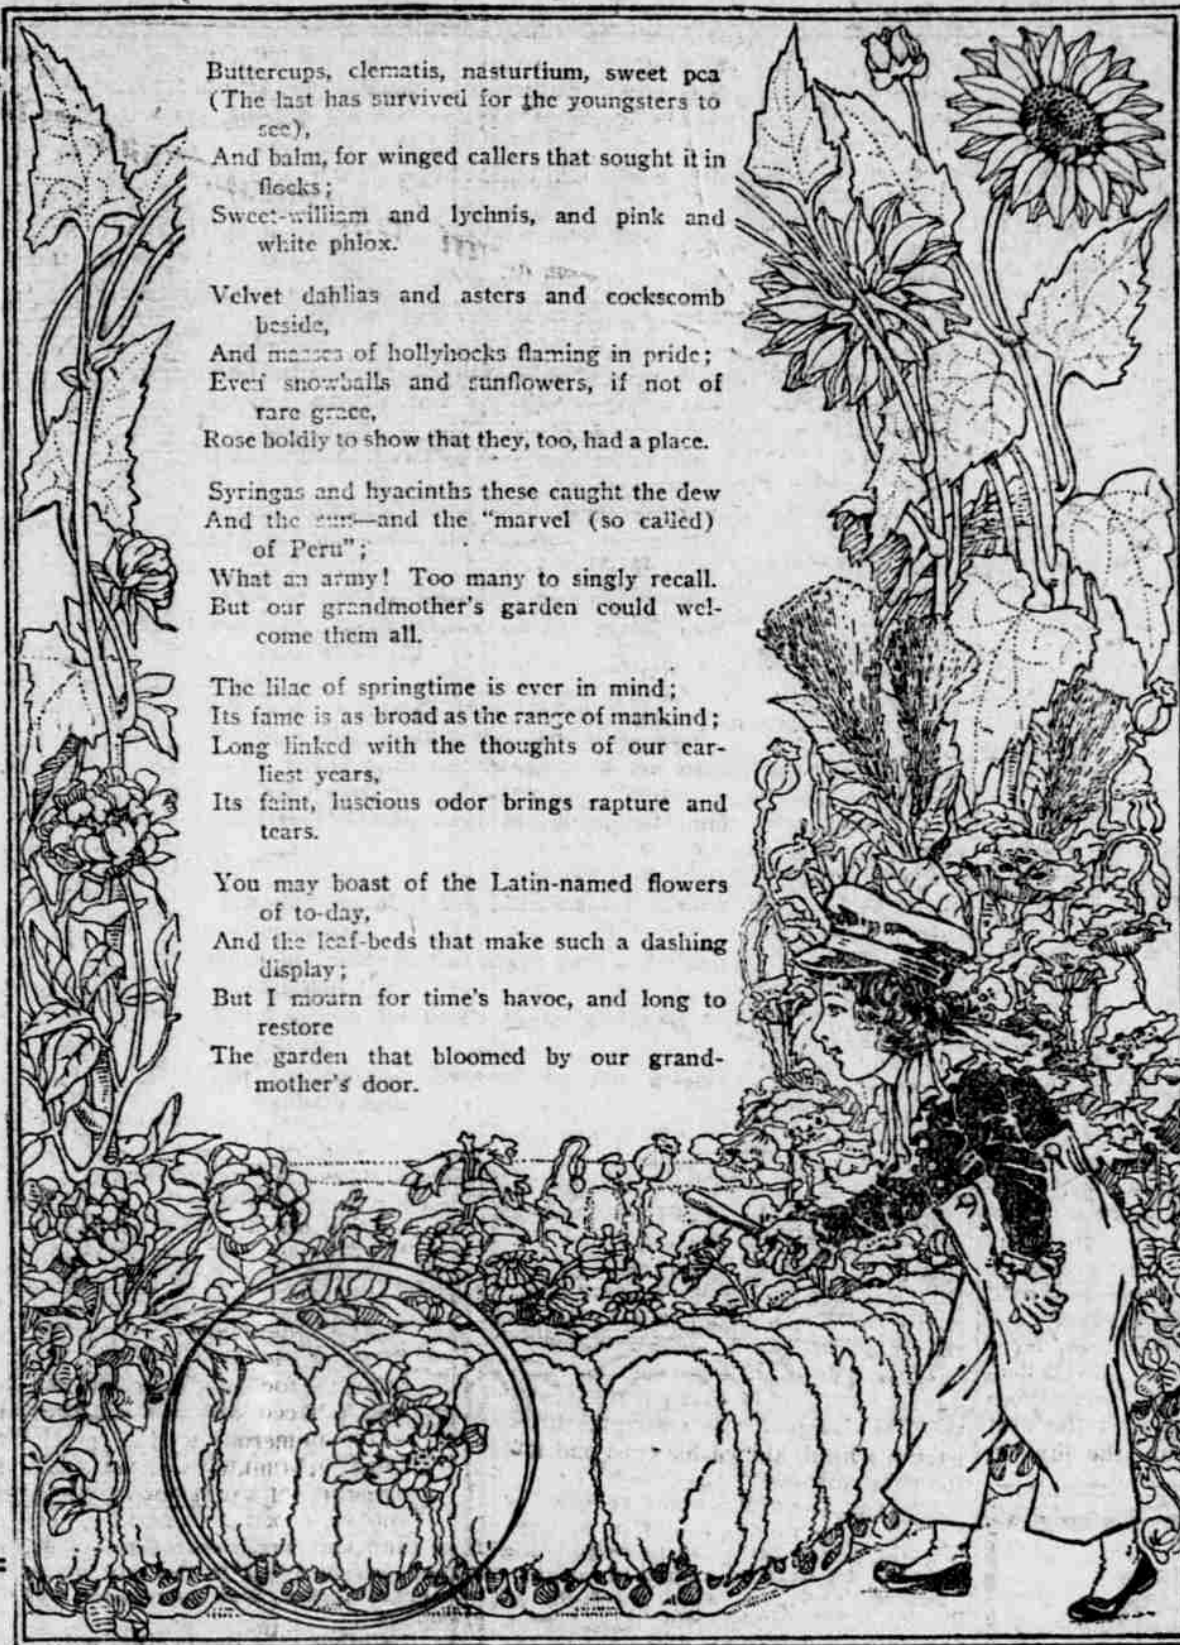 Buttercups, clematis, nasturtium, sweet pea
(The last has survived for the youngsters to
see),
And balm, for winged callers that sought it in
flocks;
Sweet-william and lychnis, and pink and
white phlox.
Velvet dahlias and asters and cockscomb
beside,
And masses of hollyhocks flaming in pride;
Even snowballs and sunflowers, if not of
rare grace,
Rose boldly to show that they, too, had a place.
Syringas and hyacinths these caught the dew
And the sun—and the "marvel (so called)
of Peru";
What an army! Too many to singly recall.
But our grandmother's garden could wel-
come them all.
The lilac of springtime is ever in mind;
Its fame is as broad as the range of mankind;
Long linked with the thoughts of our ear-
liest years,
Its faint, luscious odor brings rapture and
tears.
You may boast of the Latin-named flowers
of to-day,
And the leaf-beds that make such a dashing
display;
But I mourn for time's havoc, and long to
restore
The garden that bloomed by our grand-
mother's door.